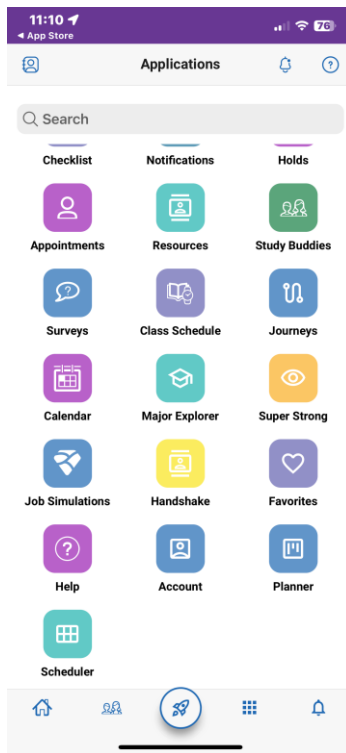 11:10
76
◀ App Store
Applications
?
Search
Checklist Notifications Holds
Appointments Resources Study Buddies
?
Surveys Class Schedule Journeys
Calendar Major Explorer Super Strong
Job Simulations Handshake Favorites
?
Help Account Planner
Scheduler